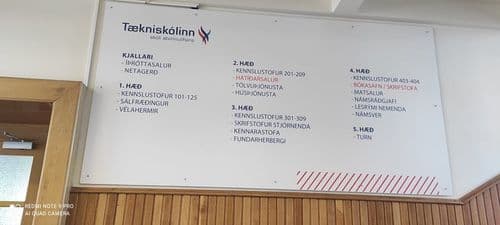 Tækniskólinn
skóli atvinnulífsins
KJALLARI
- ÍÞRÓTTASALUR
- NETAGERÐ
1. HÆÐ
- KENNSLUSTOFUR 101-125
- SÁLFRÆÐINGUR
- VÉLAHERMIR
2. HÆÐ
- KENNSLUSTOFUR 201-209
- HÁTÍÐARSALUR
- TÖLVUÞJÓNUSTA
- HÚSÞJÓNUSTA
3. HÆÐ
- KENNSLUSTOFUR 301-309
- SKRIFSTOFUR STJÓRNENDA
- KENNARASTOFA
- FUNDARHERBERGI
4. HÆÐ
- KENNSLUSTOFUR 403-404
- BÓKASAFN / SKRIFSTOFA
- MATSALUR
- NÁMSRÁÐGJAFI
- LESRÝMI NEMENDA
- NÁMSVER
5. HÆÐ
- TURN
REDMI NOTE 9 PRO
AI QUAD CAMERA